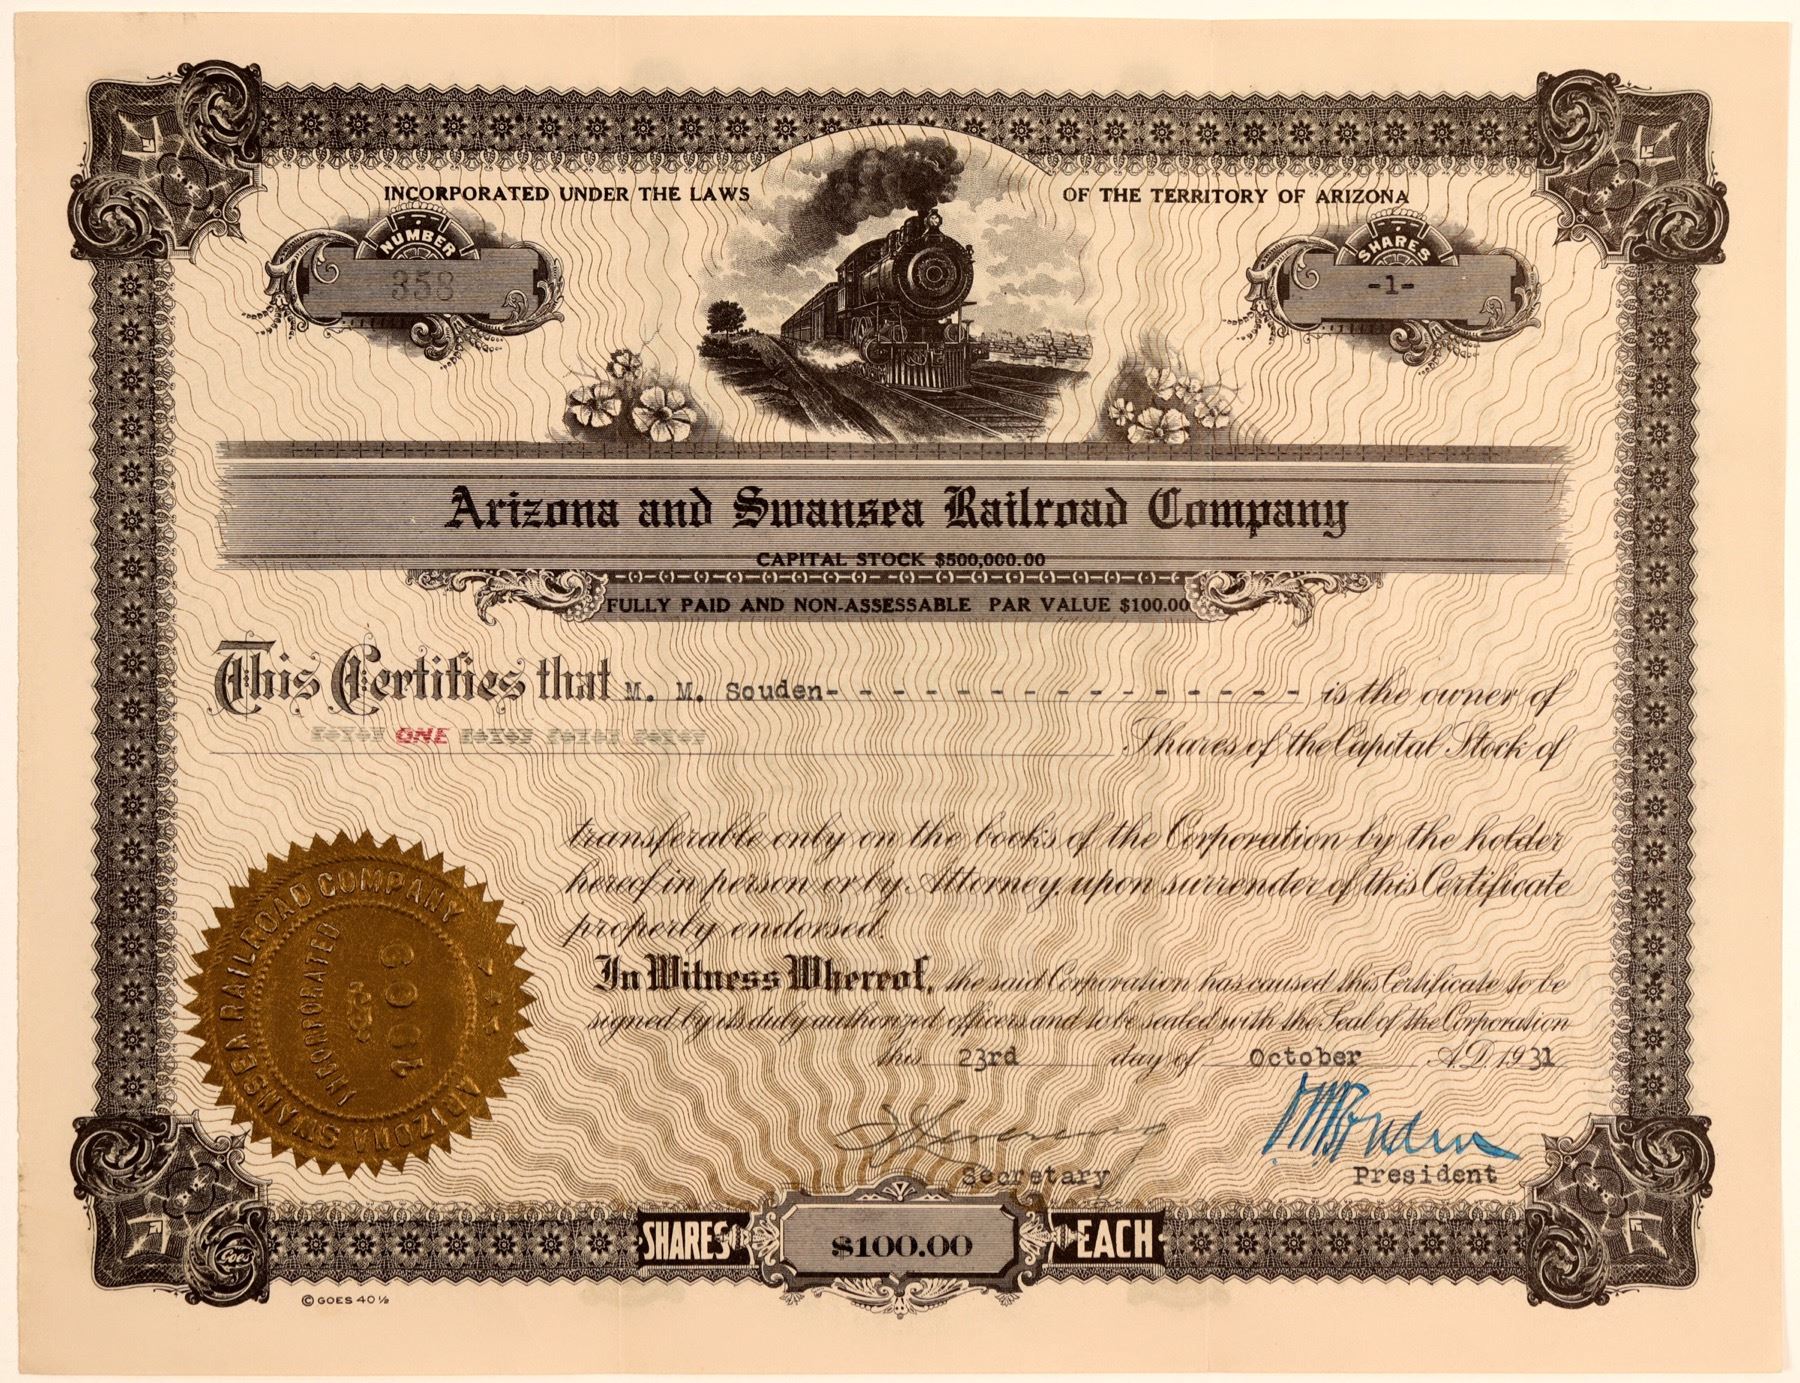 INCORPORATED UNDER THE LAWS OF THE TERRITORY OF ARIZONA
NUMBER
358
SHARES
-1-
Arizona and Swansea Railroad Company
CAPITAL STOCK $500,000.00
FULLY PAID AND NON-ASSESSABLE PAR VALUE $100.00
This Certifies that M. M. Souden- - - - - - - - - - - - - - - is the owner of
ONE Shares of the Capital Stock of
transferable only on the books of the Corporation by the holder
hereof in person or by Attorney, upon surrender of this Certificate
properly endorsed.
In Witness Whereof, the said Corporation has caused this Certificate to be
signed by its duly authorized officers and to be sealed with the Seal of the Corporation
this 23rd day of October A.D. 1931
Secretary
President
ARIZONA SWANSEA RAILROAD COMPANY
INCORPORATED
SHARES $100.00 EACH
Goes
© GOES 40 ½